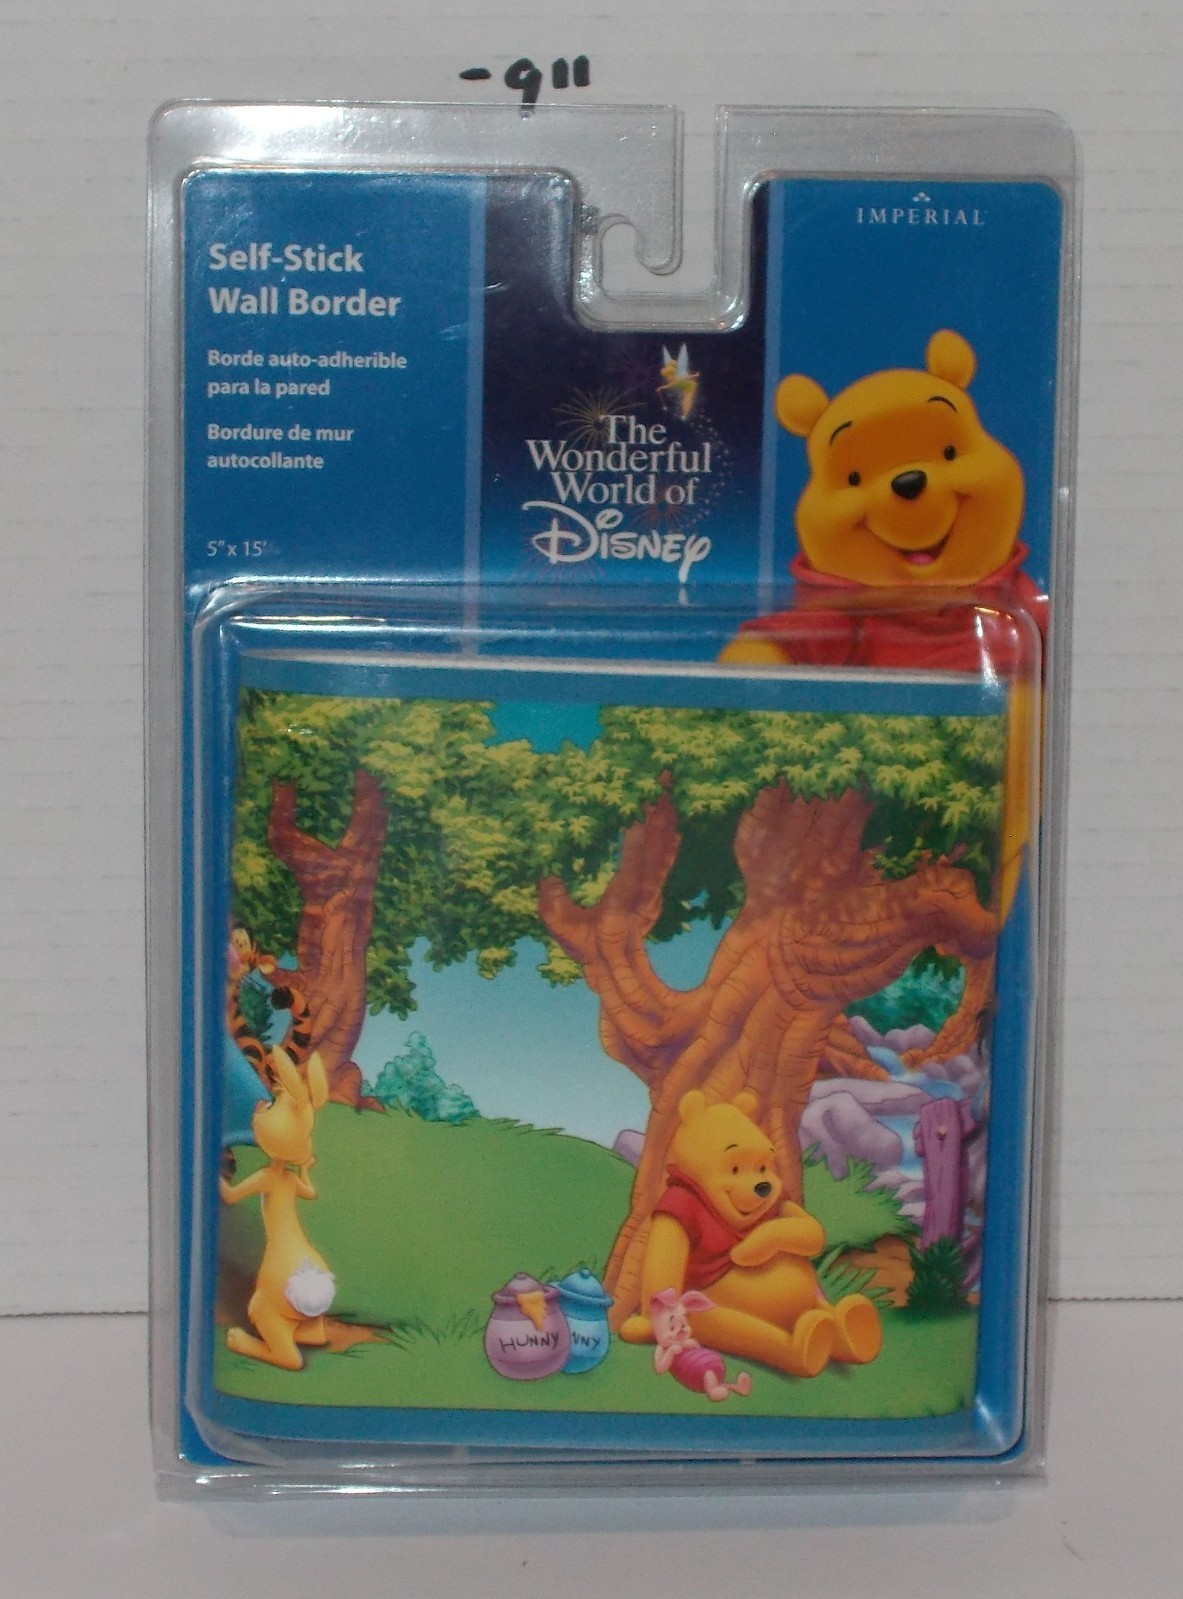 -9"
IMPERIAL
Self-Stick
Wall Border
Borde auto-adherible
para la pared
Bordure de mur
autocollante
5" x 15'
The
Wonderful
World of
Disney
HUNNY
NNY